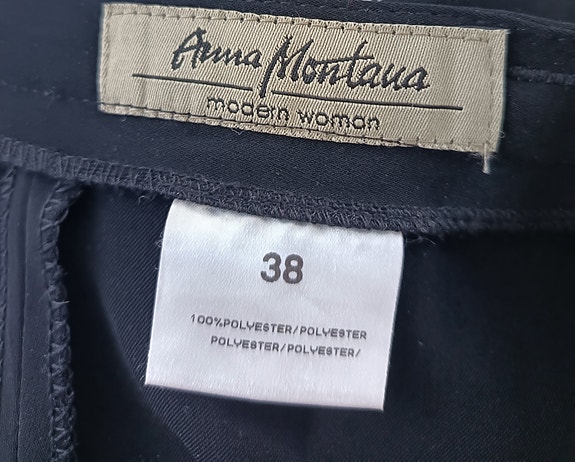 Anna Montana
modern woman
38
100%POLYESTER/POLYESTER
POLYESTER/POLYESTER/